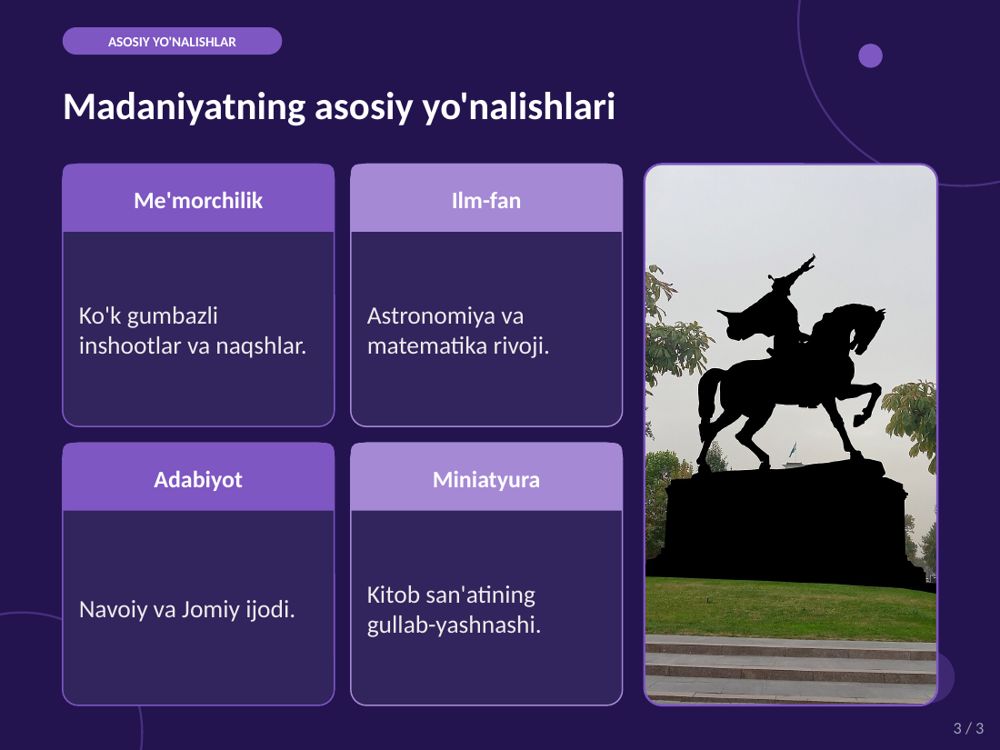 ASOSIY YO'NALISHLAR
Madaniyatning asosiy yo'nalishlari
Me'morchilik
Ko'k gumbazli
inshootlar va naqshlar.
Ilm-fan
Astronomiya va
matematika rivoji.
Adabiyot
Navoiy va Jomiy ijodi.
Miniatyura
Kitob san'atining
gullab-yashnashi.
3 / 3